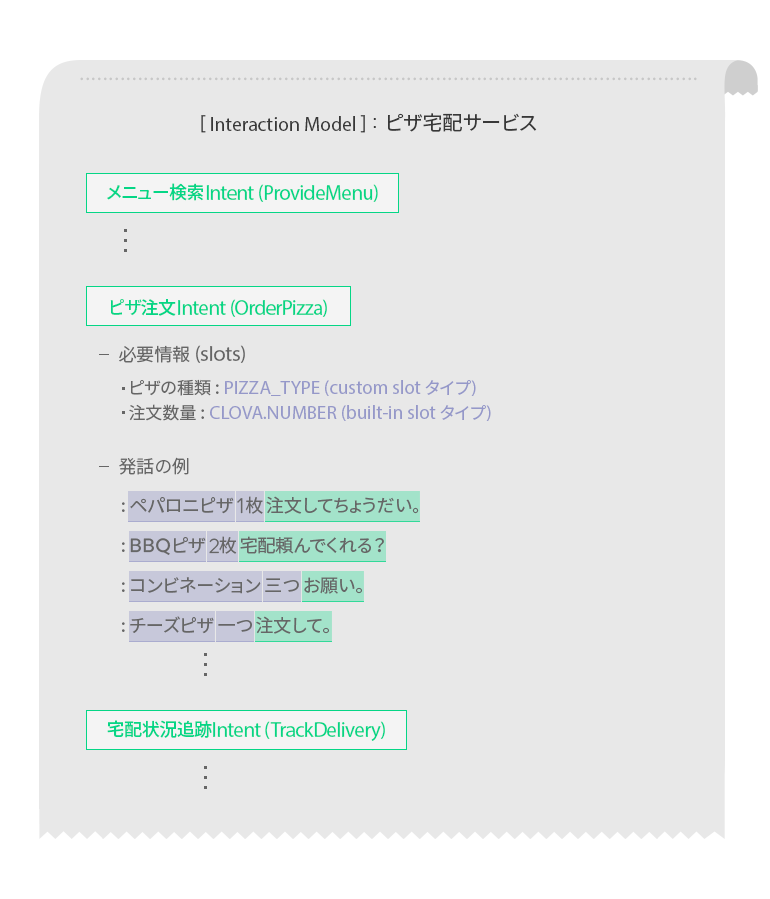 [ Interaction Model ] : ピザ宅配サービス
メニュー検索Intent (ProvideMenu)
ピザ注文Intent (OrderPizza)
– 必要情報 (slots)
・ピザの種類 : PIZZA_TYPE (custom slot タイプ)
・注文数量 : CLOVA.NUMBER (built-in slot タイプ)
– 発話の例
: ペパロニピザ 1枚 注文してちょうだい。
: BBQピザ 2枚 宅配頼んでくれる？
: コンビネーション 三つ お願い。
: チーズピザ 一つ 注文して。
宅配状況追跡Intent (TrackDelivery)